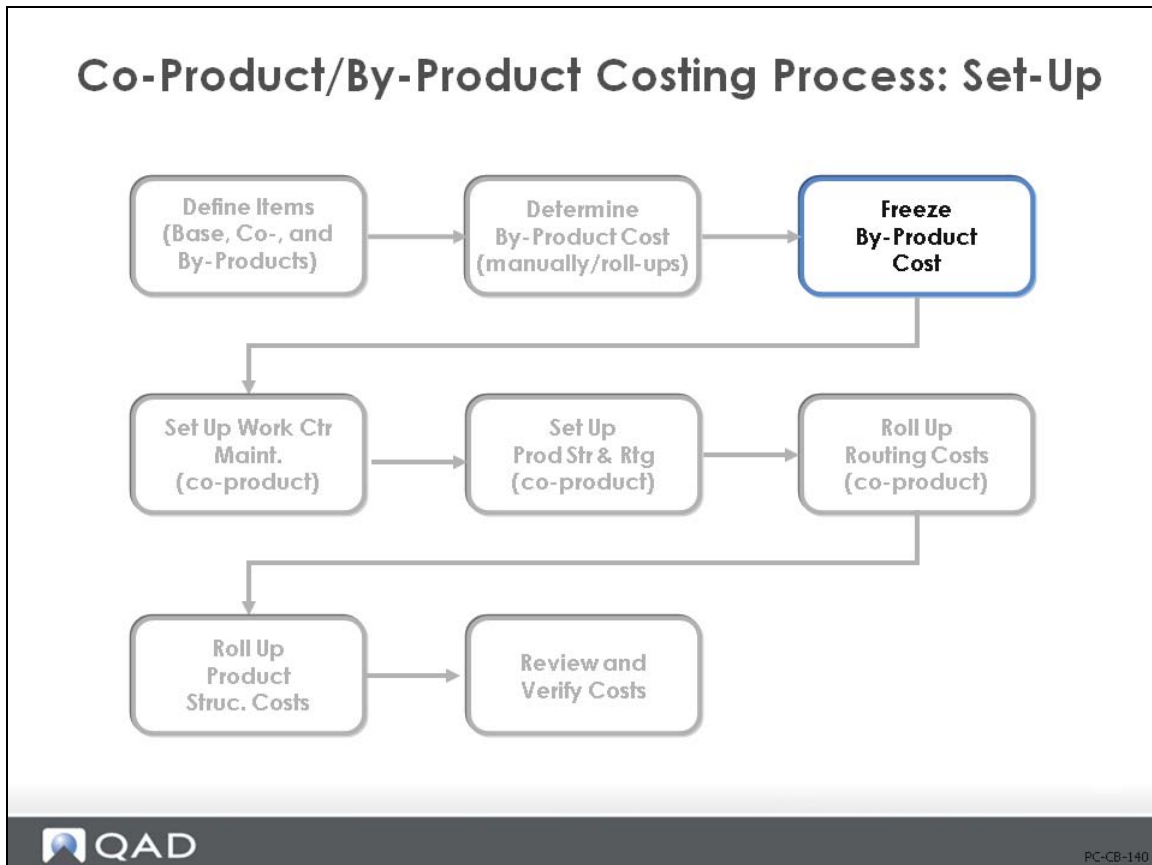 Co-Product/By-Product Costing Process: Set-Up
Define Items
(Base, Co-, and
By-Products)
Determine
By-Product Cost
(manually/roll-ups)
Freeze
By-Product
Cost
Set Up Work Ctr
Maint.
(co-product)
Set Up
Prod Str & Rtg
(co-product)
Roll Up
Routing Costs
(co-product)
Roll Up
Product
Struc. Costs
Review and
Verify Costs
QAD
PC-CB-140